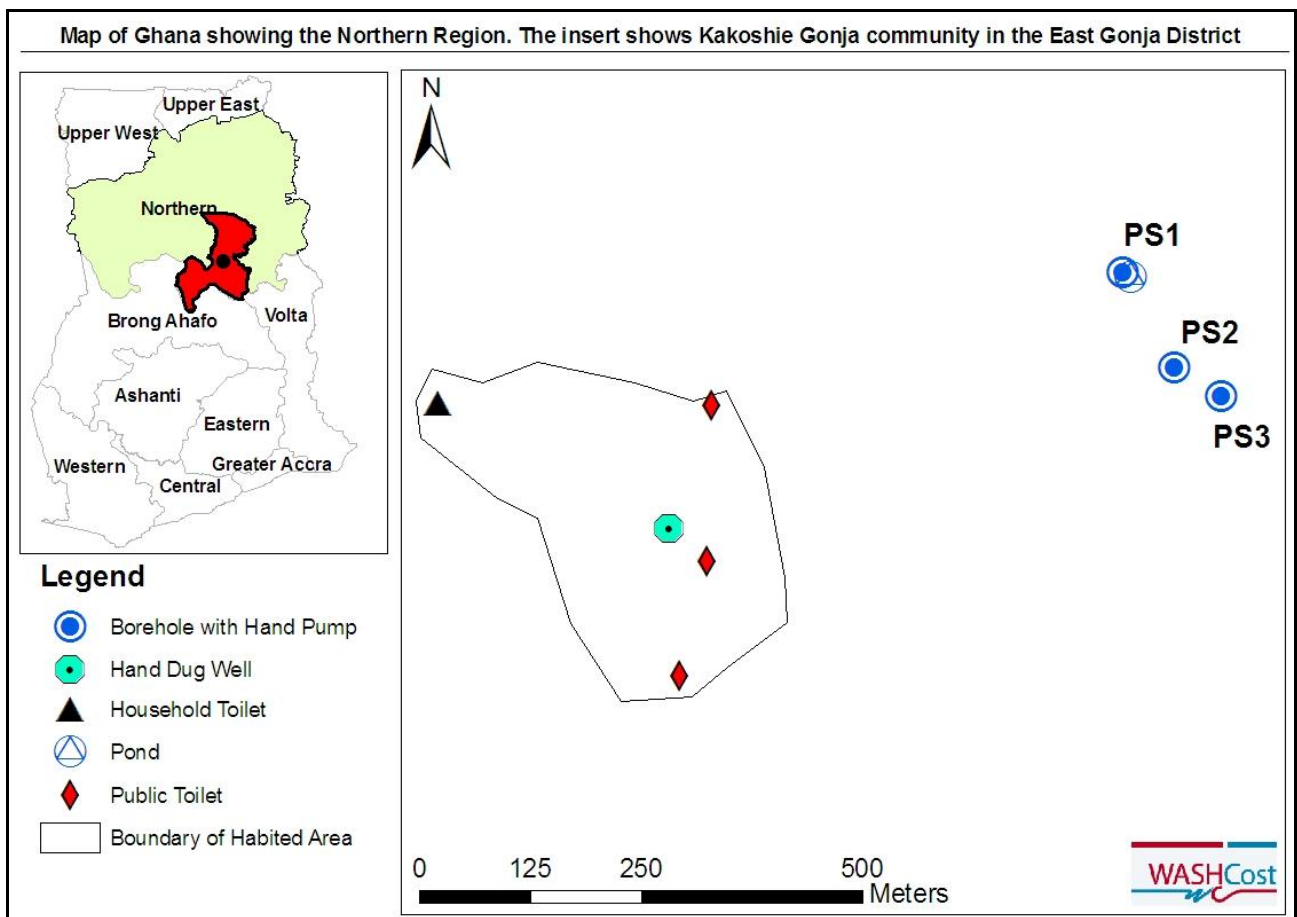 Map of Ghana showing the Northern Region. The insert shows Kakoshie Gonja community in the East Gonja District
Upper East
Upper West
Northern
Brong Ahafo
Volta
Ashanti
Eastern
Western
Greater Accra
Central
N
PS1
PS2
PS3
Legend
Borehole with Hand Pump
Hand Dug Well
Household Toilet
Pond
Public Toilet
Boundary of Habited Area
0 125 250 500
Meters
WASHCost